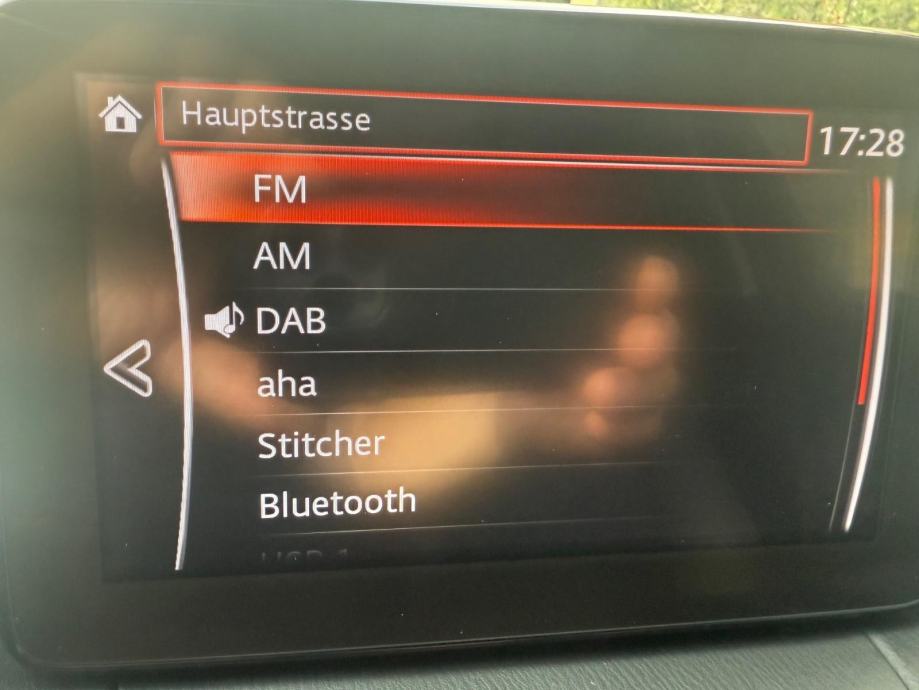 Hauptstrasse
17:28
FM
AM
DAB
aha
Stitcher
Bluetooth